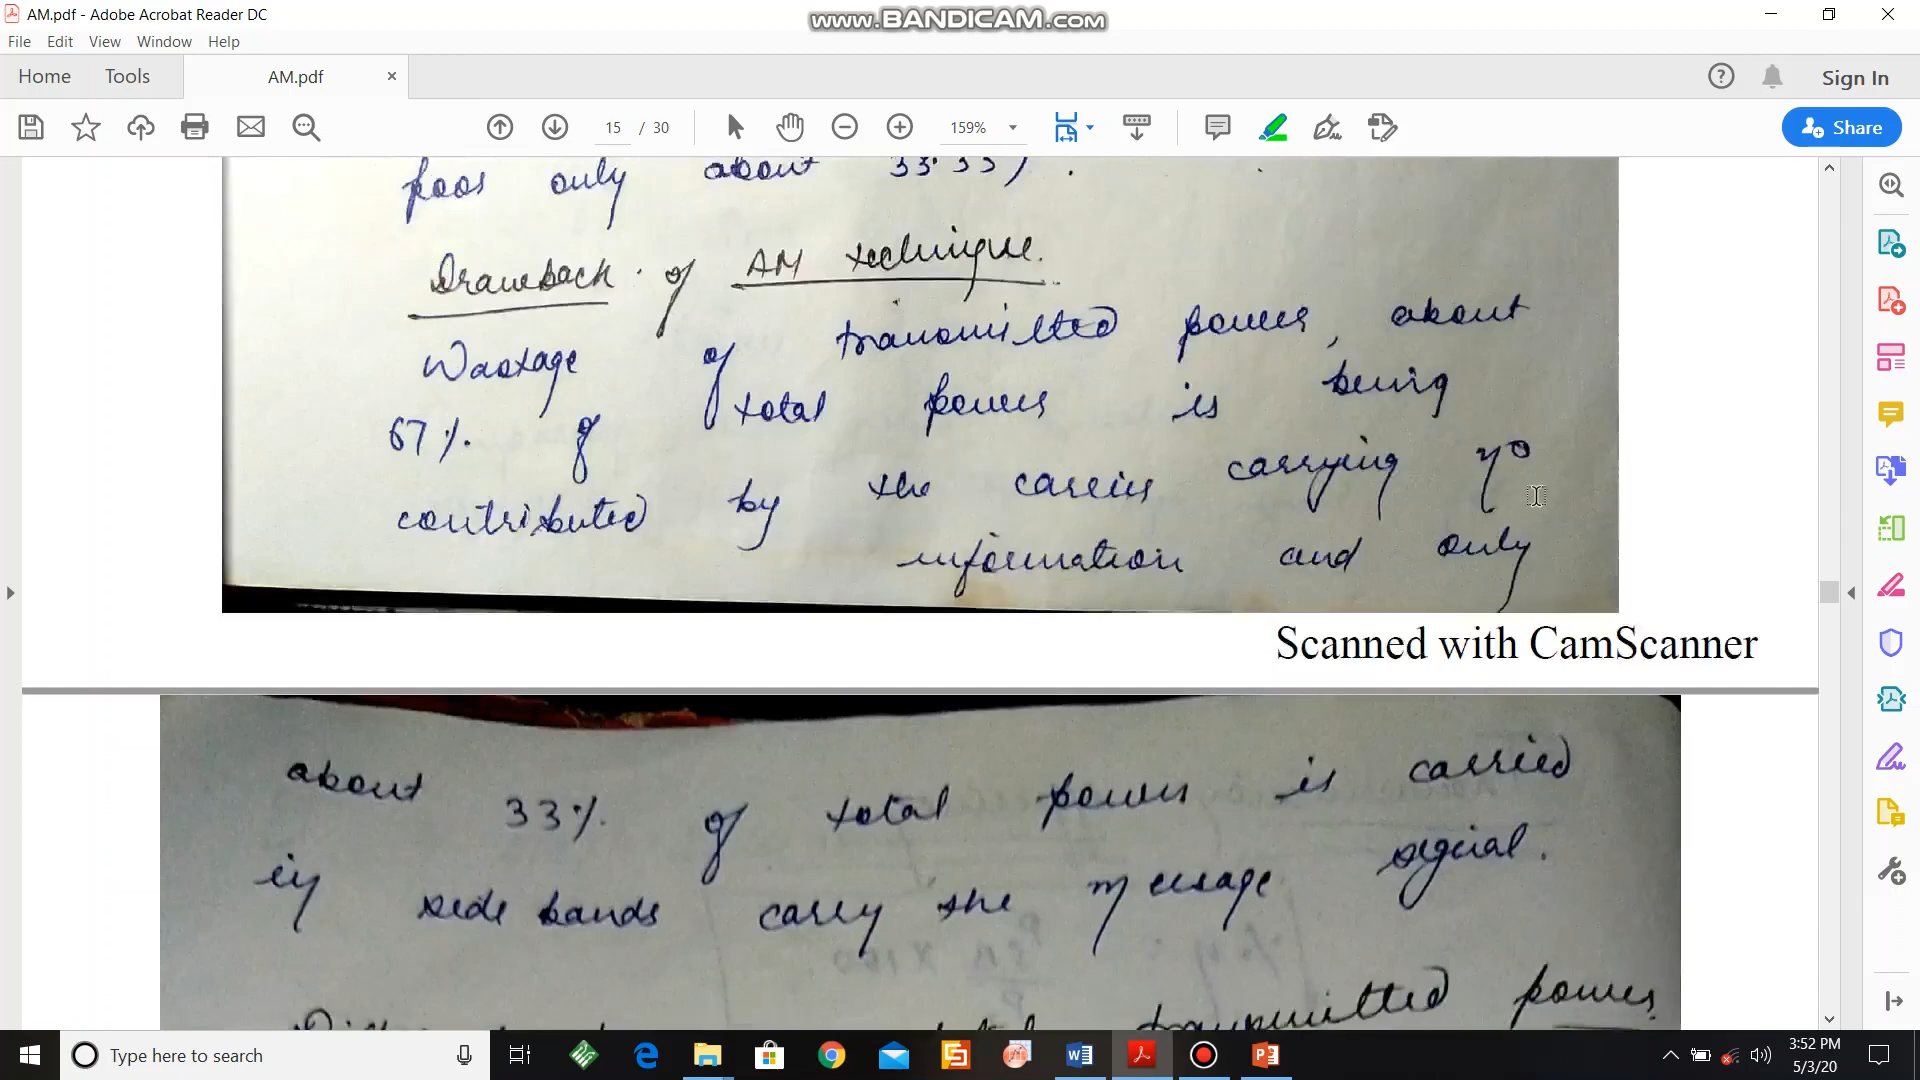 AM.pdf - Adobe Acrobat Reader DC
www.BANDICAM.com
File Edit View Window Help
Home Tools AM.pdf × Sign In
15 / 30 159% Share
poor only about 33.33%.
Drawback of AM technique.
Wastage of transmitted power, about
67% of total power is being
contributed by the carrier carrying no
information and only
Scanned with CamScanner
about 33% of total power is carried
in side bands carry the message signal.
transmitted power
Type here to search
3:52 PM
5/3/20